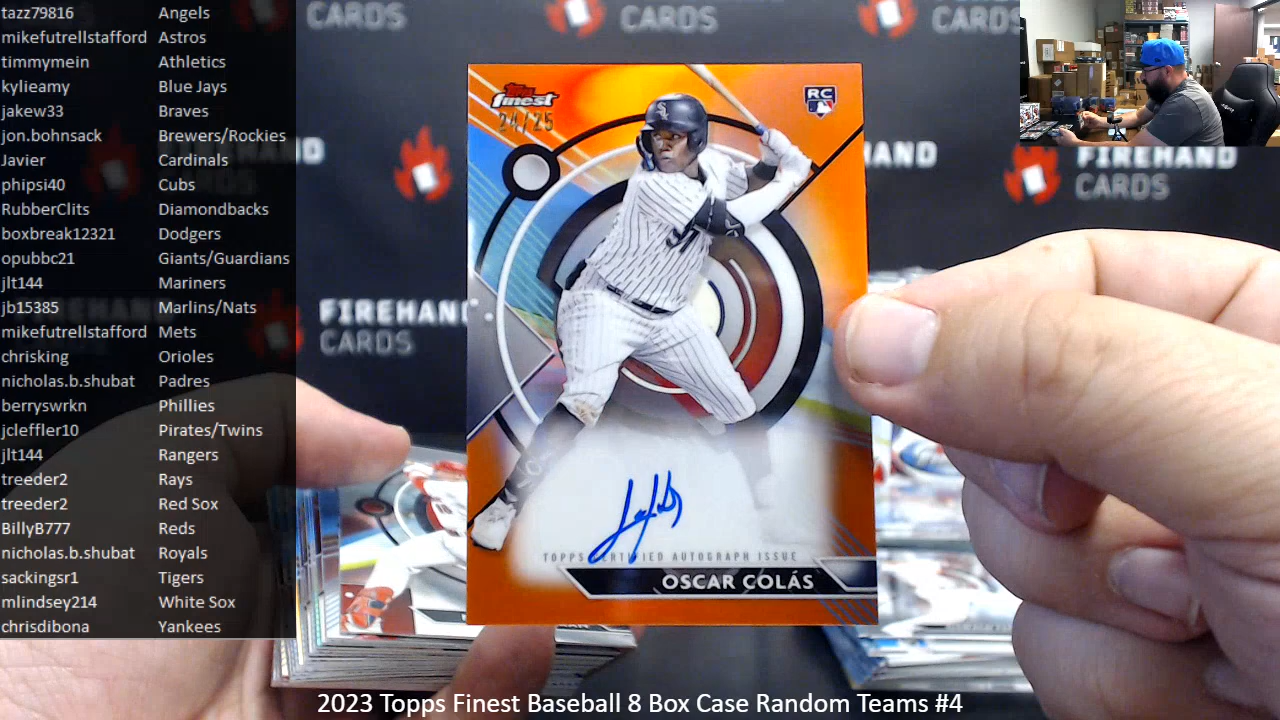 tazz79816 Angels
mikefutrellstafford Astros
timmymein Athletics
kylieamy Blue Jays
jakew33 Braves
jon.bohnsack Brewers/Rockies
Javier Cardinals
phipsi40 Cubs
RubberClits Diamondbacks
boxbreak12321 Dodgers
opubbc21 Giants/Guardians
jlt144 Mariners
jb15385 Marlins/Nats
mikefutrellstafford Mets
chrisking Orioles
nicholas.b.shubat Padres
berryswrkn Phillies
jcleffler10 Pirates/Twins
jlt144 Rangers
treeder2 Rays
treeder2 Red Sox
BillyB777 Reds
nicholas.b.shubat Royals
sackingsr1 Tigers
mlindsey214 White Sox
chrisdibona Yankees
CARDS
CARDS
FIREHAND
CARDS
FIREHAND
CARDS
Topps
finest
24/25
RC
TOPPS CERTIFIED AUTOGRAPH ISSUE
OSCAR COLÁS
2023 Topps Finest Baseball 8 Box Case Random Teams #4